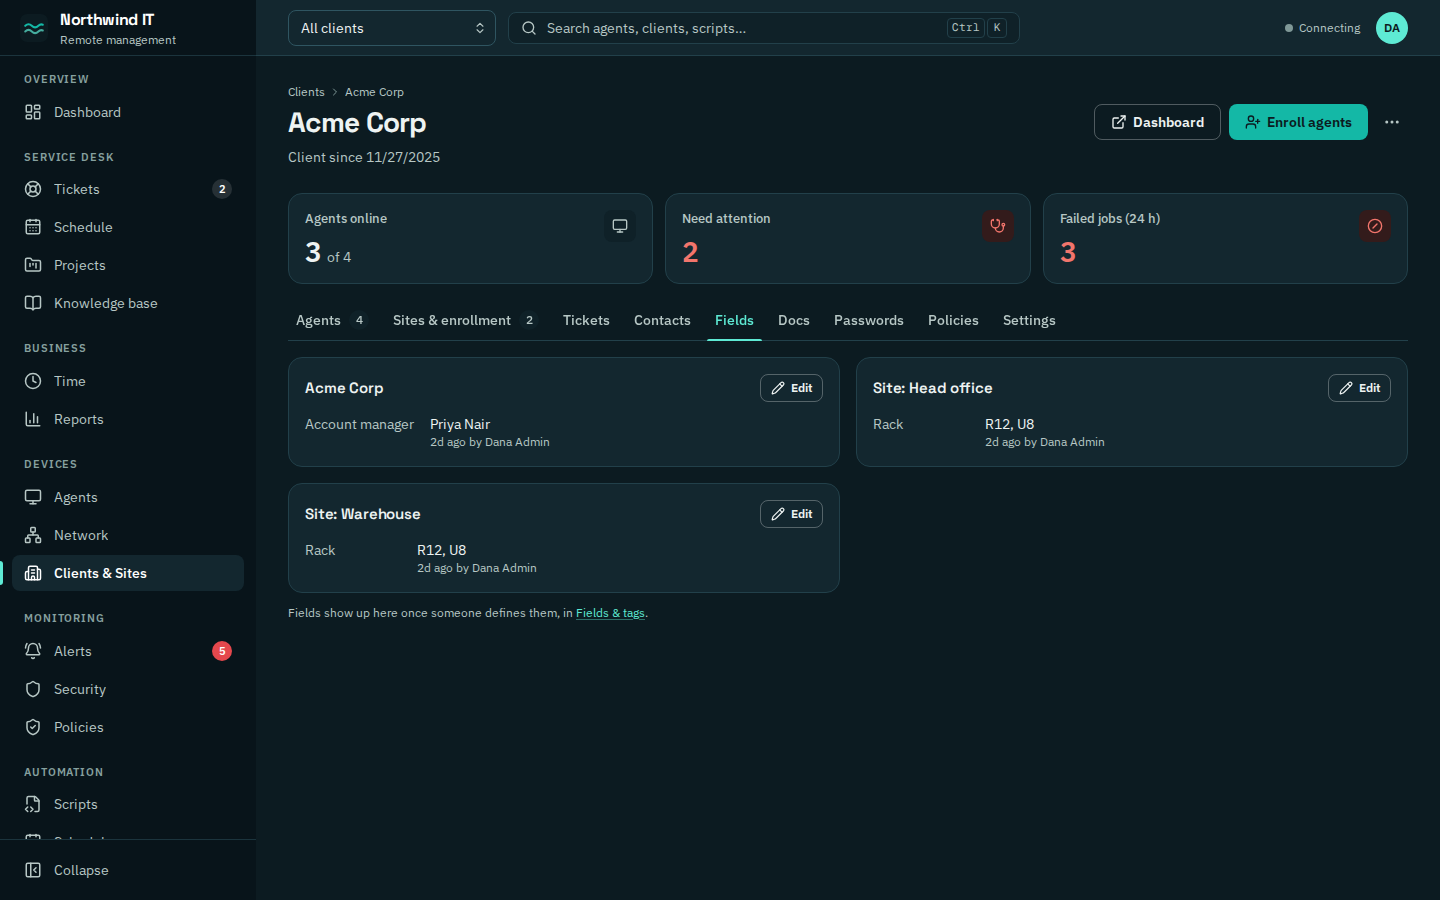 Northwind IT
Remote management
All clients
Search agents, clients, scripts...
Ctrl K
Connecting
DA
OVERVIEW
Dashboard
SERVICE DESK
Tickets 2
Schedule
Projects
Knowledge base
BUSINESS
Time
Reports
DEVICES
Agents
Network
Clients & Sites
MONITORING
Alerts 5
Security
Policies
AUTOMATION
Scripts
Collapse
Clients > Acme Corp
Acme Corp
Client since 11/27/2025
Dashboard
Enroll agents
Agents online
3 of 4
Need attention
2
Failed jobs (24 h)
3
Agents 4 Sites & enrollment 2 Tickets Contacts Fields Docs Passwords Policies Settings
Acme Corp
Edit
Account manager Priya Nair
2d ago by Dana Admin
Site: Head office
Edit
Rack R12, U8
2d ago by Dana Admin
Site: Warehouse
Edit
Rack R12, U8
2d ago by Dana Admin
Fields show up here once someone defines them, in Fields & tags.